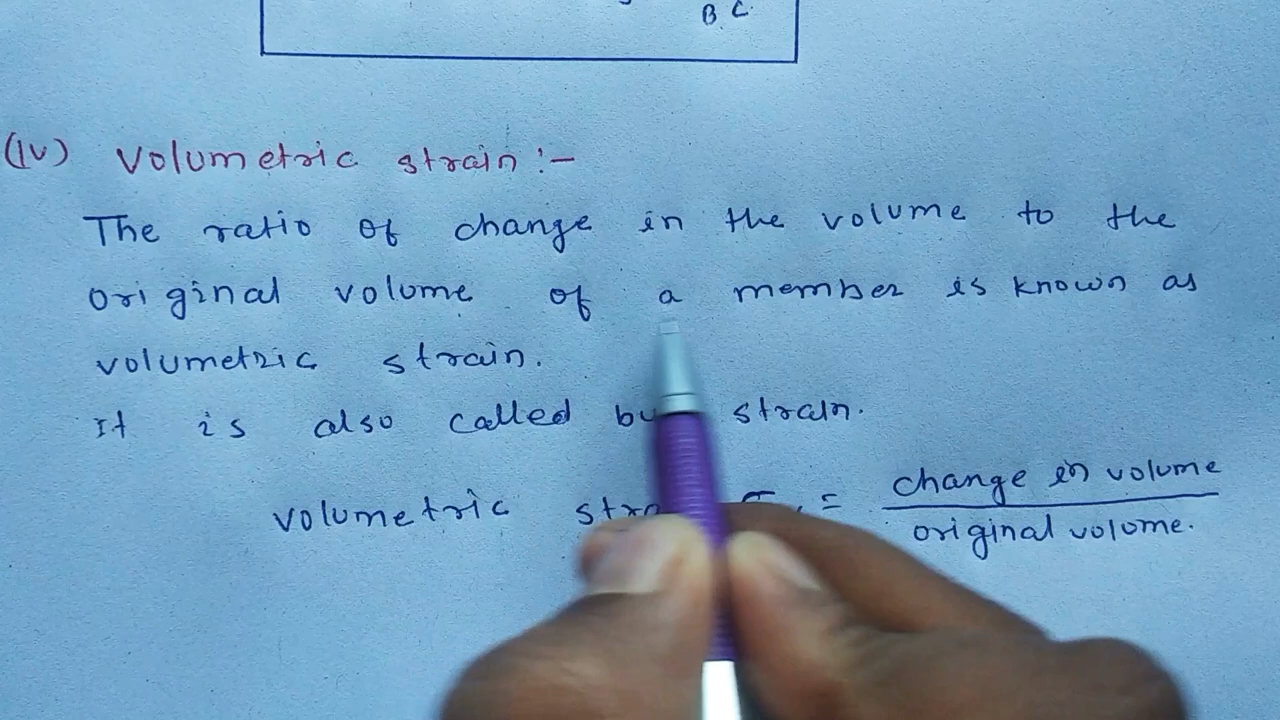 B C
(IV) Volumetric strain :-
The ratio of change in the volume to the
original volume of a member is known as
volumetric strain.
It is also called strain.
volumetric = change in volume
original volume.